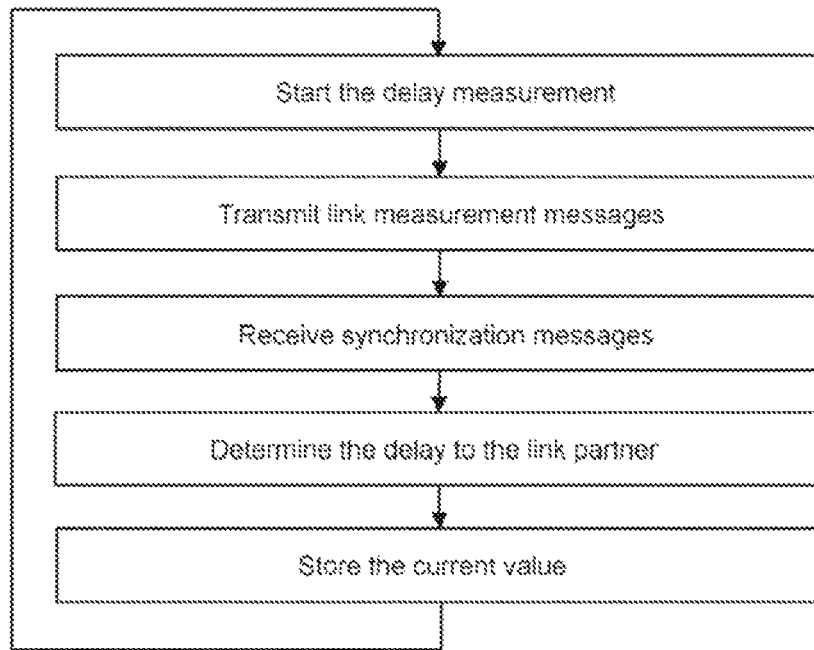 Start the delay measurement
Transmit link measurement messages
Receive synchronization messages
Determine the delay to the link partner
Store the current value